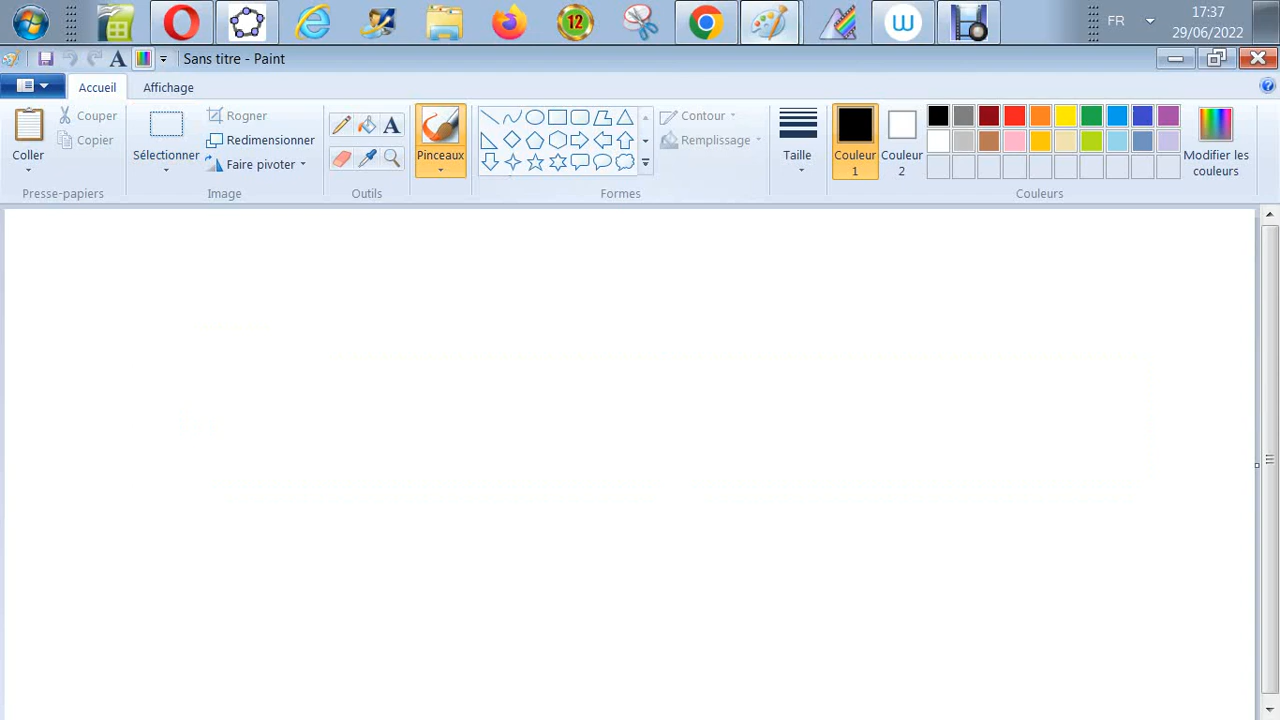 12 W FR 17:37
29/06/2022
A Sans titre - Paint
Accueil Affichage
Coller Couper
Copier
Presse-papiers
Sélectionner Rogner
Redimensionner
Faire pivoter
Image
A
Outils
Pinceaux
Contour
Remplissage
Formes
Taille
Couleur
1
Couleur
2
Modifier les
couleurs
Couleurs